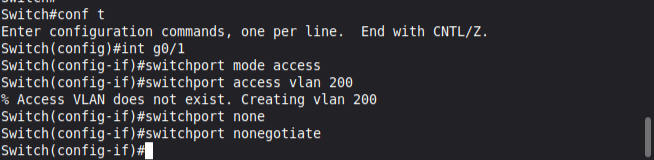 Switch#conf t
Enter configuration commands, one per line.  End with CNTL/Z.
Switch(config)#int g0/1
Switch(config-if)#switchport mode access
Switch(config-if)#switchport access vlan 200
% Access VLAN does not exist. Creating vlan 200
Switch(config-if)#switchport none
Switch(config-if)#switchport nonegotiate
Switch(config-if)#